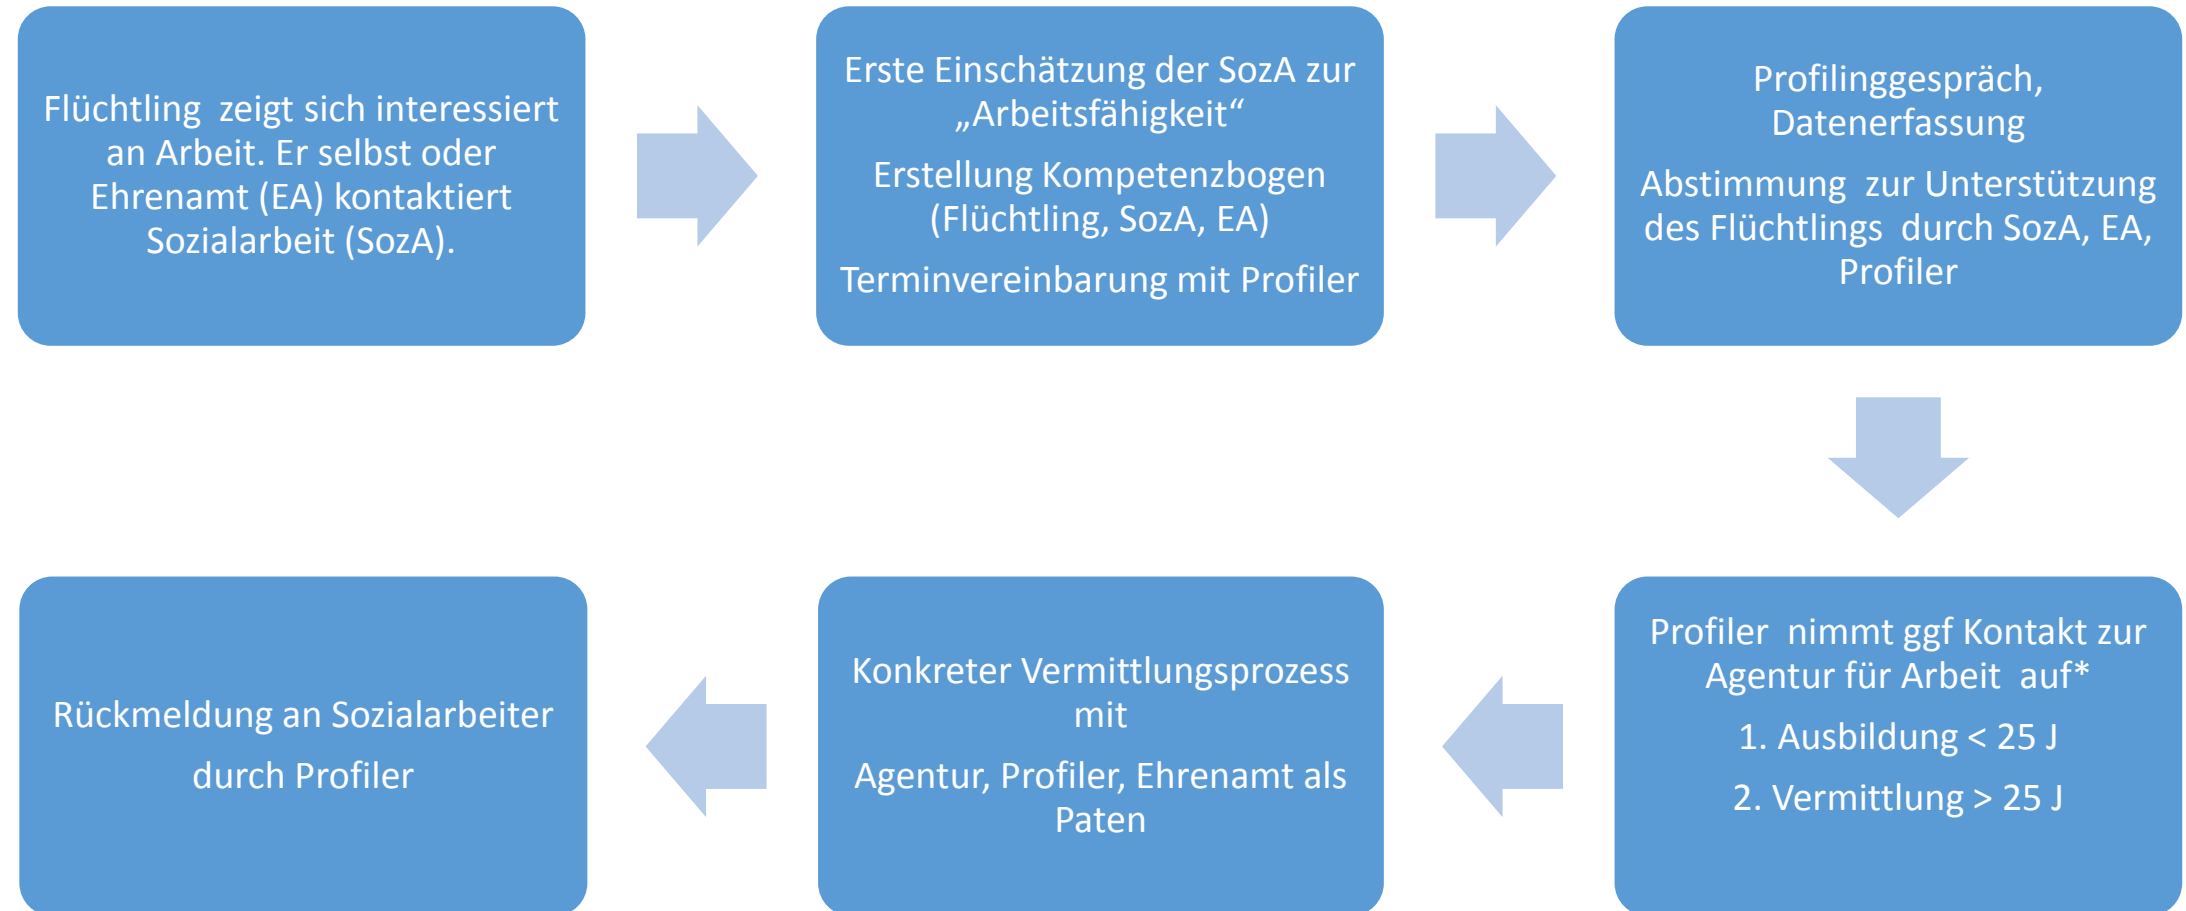 Flüchtling zeigt sich interessiert
an Arbeit. Er selbst oder
Ehrenamt (EA) kontaktiert
Sozialarbeit (SozA).
Erste Einschätzung der SozA zur
„Arbeitsfähigkeit“
Erstellung Kompetenzbogen
(Flüchtling, SozA, EA)
Terminvereinbarung mit Profiler
Profilinggespräch,
Datenerfassung
Abstimmung zur Unterstützung
des Flüchtlings durch SozA, EA,
Profiler
Profiler nimmt ggf Kontakt zur
Agentur für Arbeit auf*
1. Ausbildung < 25 J
2. Vermittlung > 25 J
Konkreter Vermittlungsprozess
mit
Agentur, Profiler, Ehrenamt als
Paten
Rückmeldung an Sozialarbeiter
durch Profiler